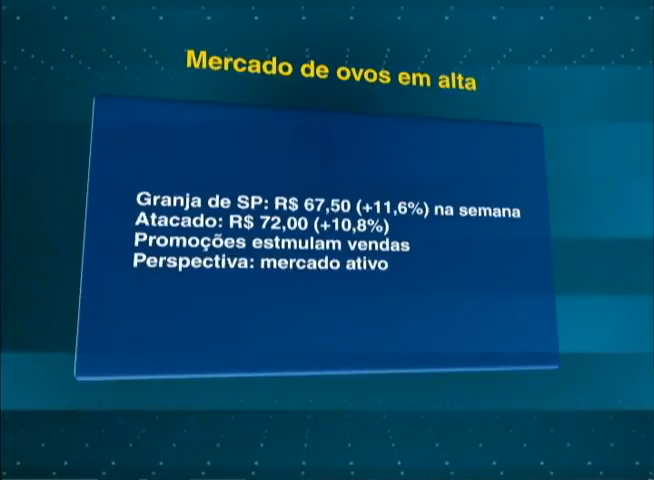 Mercado de ovos em alta
Granja de SP: R$ 67,50 (+11,6%) na semana
Atacado: R$ 72,00 (+10,8%)
Promoções estmulam vendas
Perspectiva: mercado ativo